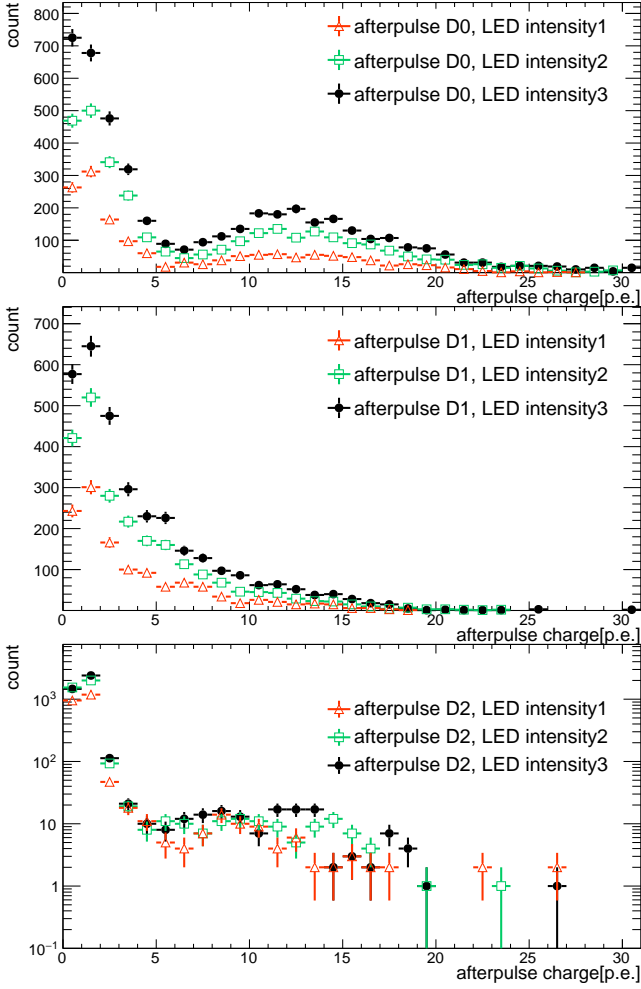 count
800
700
600
500
400
300
200
100
afterpulse D0, LED intensity1
afterpulse D0, LED intensity2
afterpulse D0, LED intensity3
0 5 10 15 20 25 30
afterpulse charge[p.e.]
count
700
600
500
400
300
200
100
afterpulse D1, LED intensity1
afterpulse D1, LED intensity2
afterpulse D1, LED intensity3
0 5 10 15 20 25 30
afterpulse charge[p.e.]
count
10³
10²
10
1
10⁻¹
afterpulse D2, LED intensity1
afterpulse D2, LED intensity2
afterpulse D2, LED intensity3
0 5 10 15 20 25 30
afterpulse charge[p.e.]